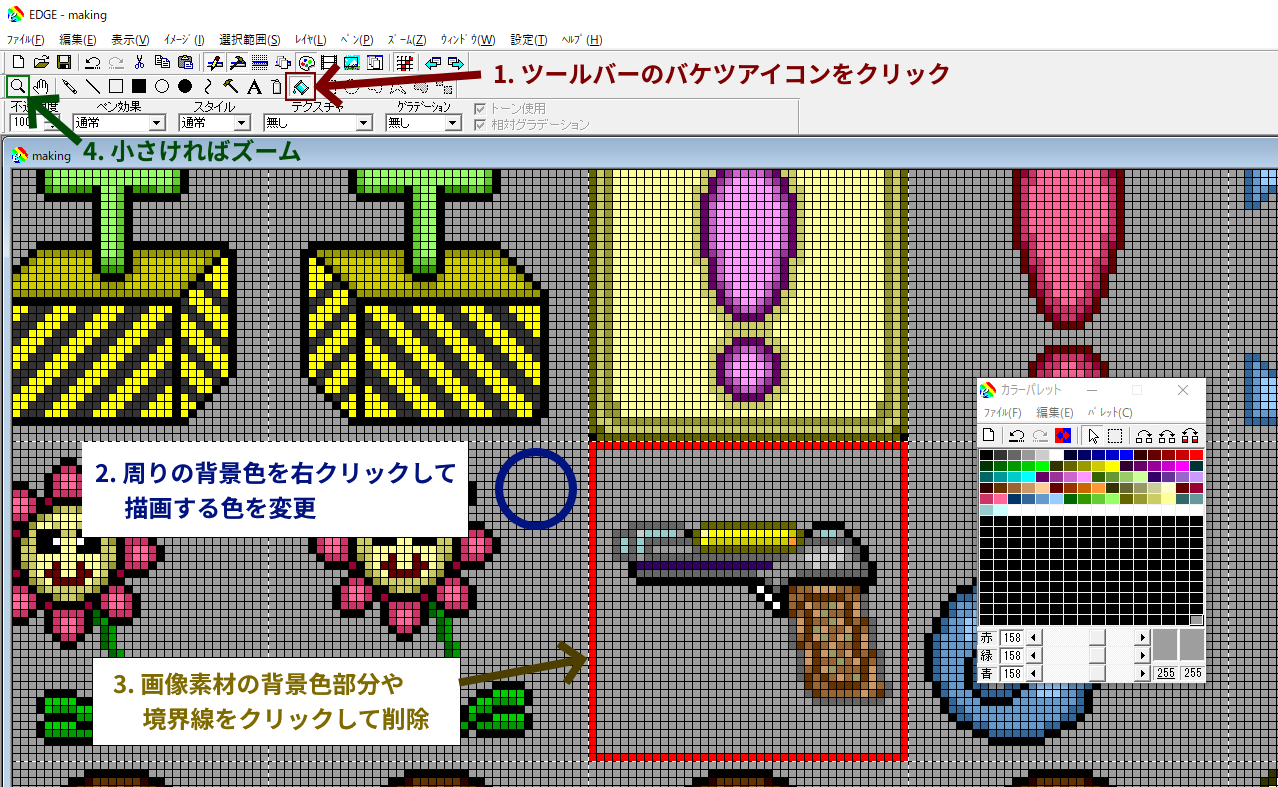 EDGE - making
ﾌｧｲﾙ(F) 編集(E) 表示(V) ｲﾒｰｼﾞ(I) 選択範囲(S) ﾚｲﾔ(L) ﾍﾟﾝ(P) ｽﾞｰﾑ(Z) ｳｨﾝﾄﾞｳ(W) 設定(T) ﾍﾙﾌﾟ(H)
1. ツールバーのバケツアイコンをクリック
ペン効果 スタイル テクスチャ ｸﾞﾗﾃﾞｰｼｮﾝ トーン使用
100 通常 通常 無し 無し 相対グラデーション
making
4. 小さければズーム
カラーパレット
ﾌｧｲﾙ(F) 編集(E) ﾊﾟﾚｯﾄ(C)
2. 周りの背景色を右クリックして
描画する色を変更
赤 158
緑 158
青 158 255 255
3. 画像素材の背景色部分や
境界線をクリックして削除